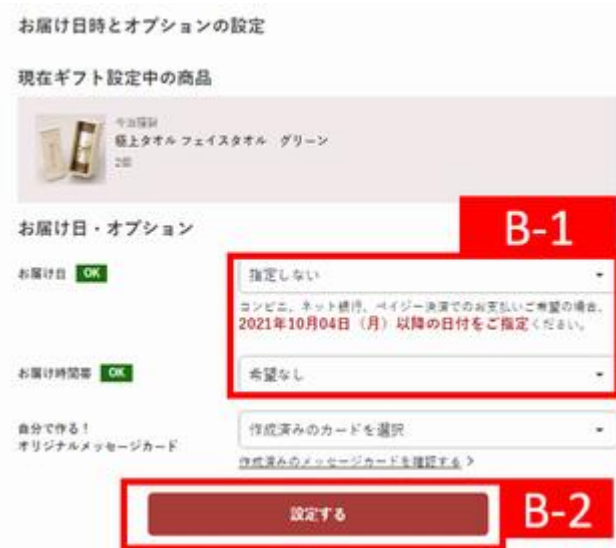 お届け日時とオプションの設定
現在ギフト設定中の商品
今治謹製
極上タオル フェイスタオル グリーン
2個
お届け日・オプション
B-1
お届け日 OK
指定しない
コンビニ、ネット銀行、ペイジー決済でのお支払いご希望の場合、
2021年10月04日(月)以降の日付をご指定ください。
お届け時間帯 OK
希望なし
自分で作る!
オリジナルメッセージカード
作成済みのカードを選択
作成済みのメッセージカードを確認する >
設定する
B-2